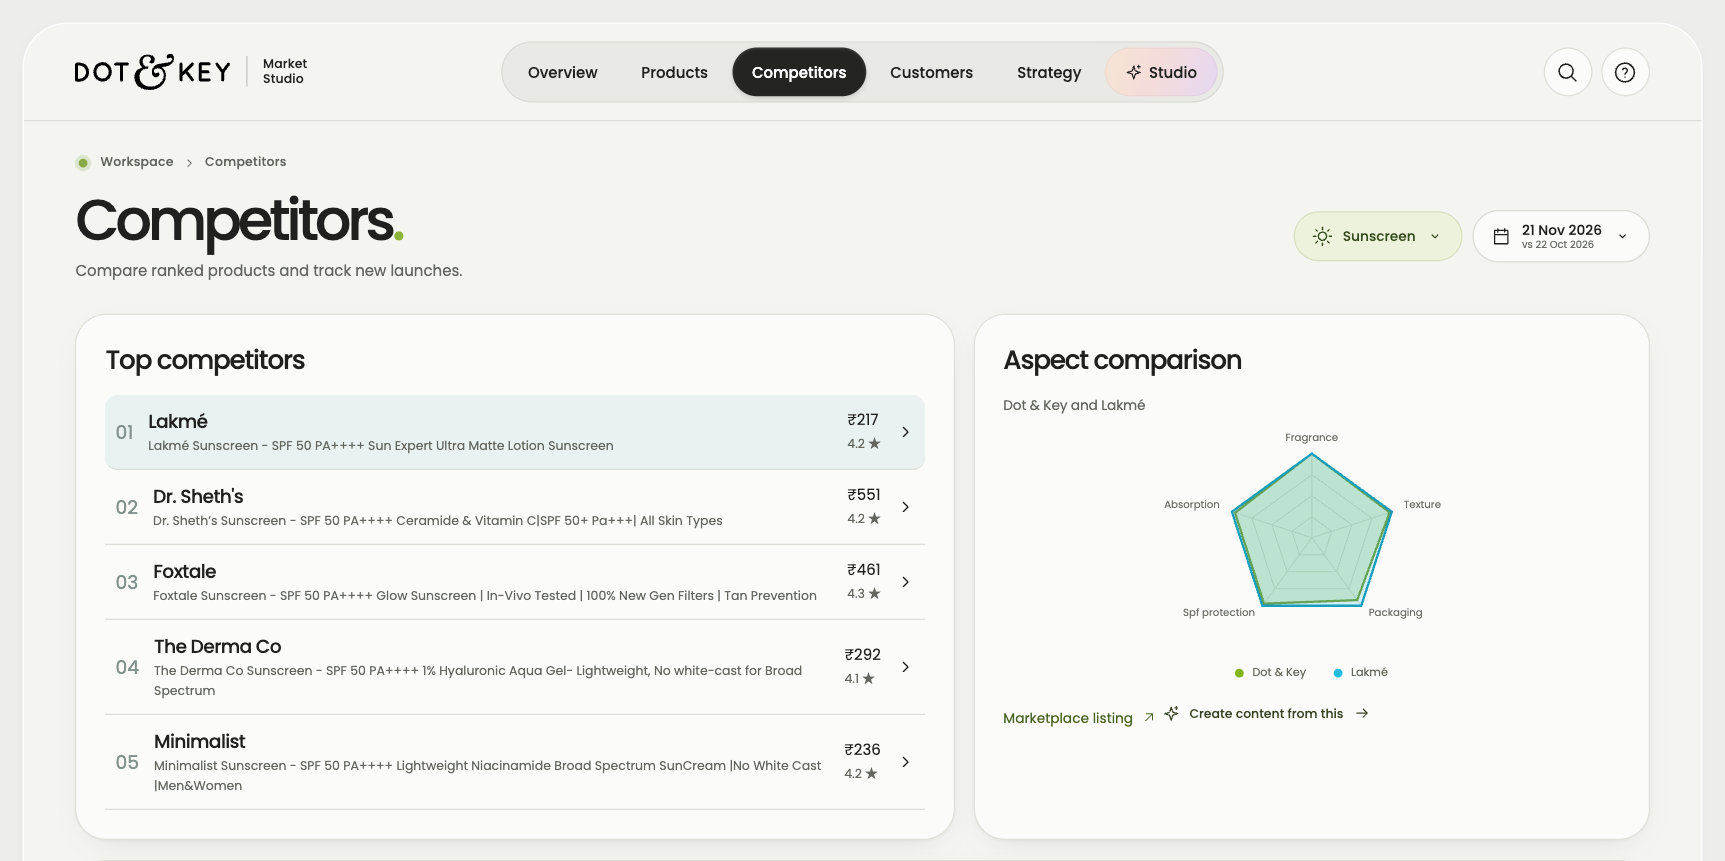 DOT & KEY
Market
Studio
Overview
Products
Competitors
Customers
Strategy
Studio
Workspace > Competitors
Competitors.
Compare ranked products and track new launches.
Sunscreen
21 Nov 2026
vs 22 Oct 2026
Top competitors
01
Lakmé
Lakmé Sunscreen - SPF 50 PA++++ Sun Expert Ultra Matte Lotion Sunscreen
₹217
4.2 ★
02
Dr. Sheth's
Dr. Sheth’s Sunscreen - SPF 50 PA++++ Ceramide & Vitamin C|SPF 50+ Pa+++| All Skin Types
₹551
4.2 ★
03
Foxtale
Foxtale Sunscreen - SPF 50 PA++++ Glow Sunscreen | In-Vivo Tested | 100% New Gen Filters | Tan Prevention
₹461
4.3 ★
04
The Derma Co
The Derma Co Sunscreen - SPF 50 PA++++ 1% Hyaluronic Aqua Gel- Lightweight, No white-cast for Broad
Spectrum
₹292
4.1 ★
05
Minimalist
Minimalist Sunscreen - SPF 50 PA++++ Lightweight Niacinamide Broad Spectrum SunCream |No White Cast
|Men&Women
₹236
4.2 ★
Aspect comparison
Dot & Key and Lakmé
Fragrance
Absorption
Texture
Spf protection
Packaging
Dot & Key
Lakmé
Marketplace listing
Create content from this